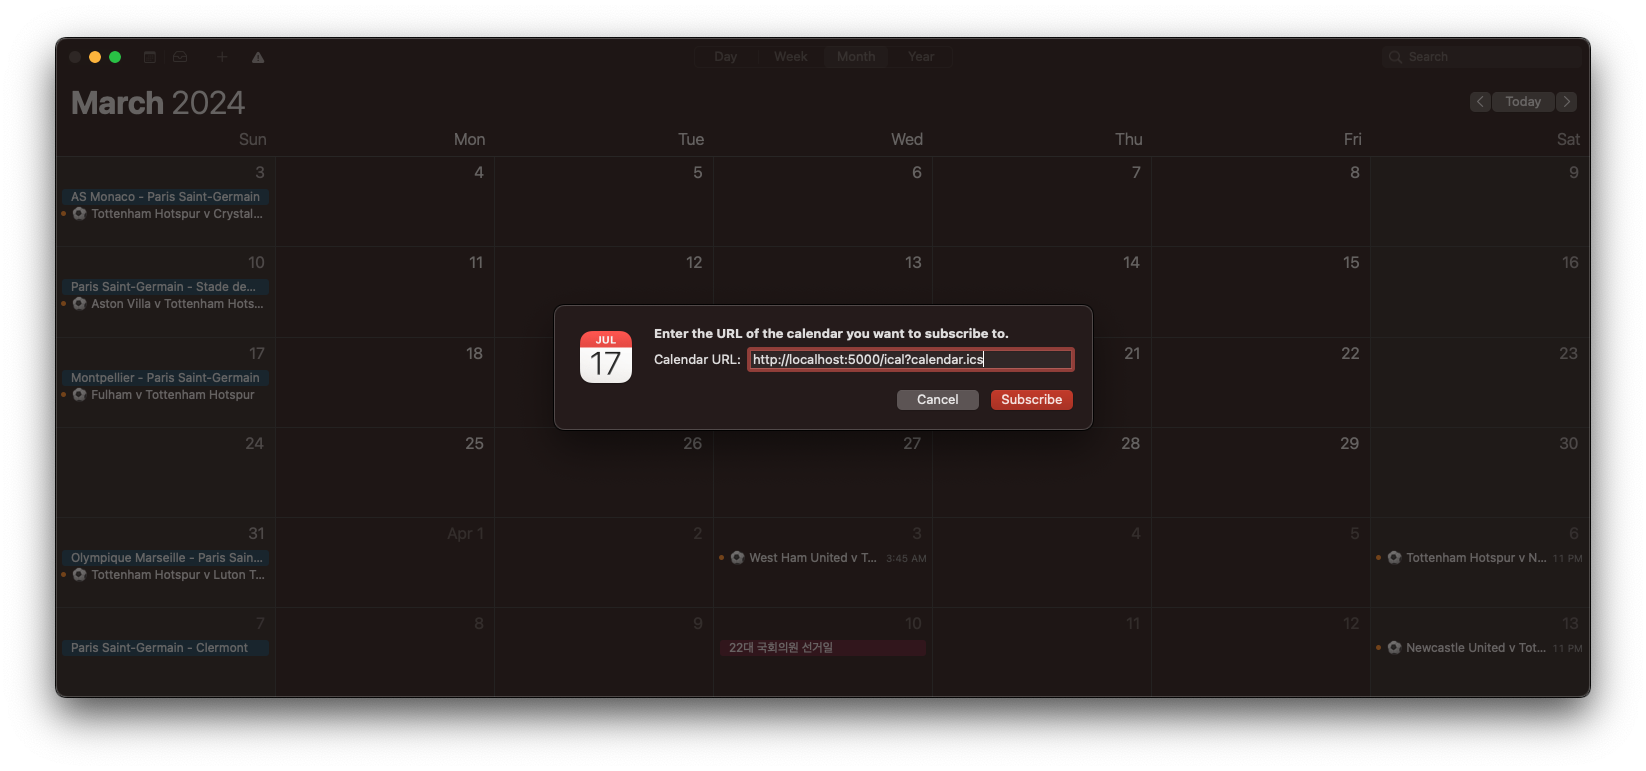 Day Week Month Year
Search
March 2024
Today
Sun Mon Tue Wed Thu Fri Sat
3 4 5 6 7 8 9
AS Monaco - Paris Saint-Germain
Tottenham Hotspur v Crystal...
10 11 12 13 14 15 16
Paris Saint-Germain - Stade de...
Aston Villa v Tottenham Hots...
Enter the URL of the calendar you want to subscribe to.
JUL
17
Calendar URL: http://localhost:5000/ical?calendar.ics
Cancel Subscribe
17 18 21 22 23
Montpellier - Paris Saint-Germain
Fulham v Tottenham Hotspur
24 25 26 27 28 29 30
31 Apr 1 2 3 4 5 6
Olympique Marseille - Paris Sain...
West Ham United v T... 3:45 AM
Tottenham Hotspur v N... 11 PM
Tottenham Hotspur v Luton T...
7 8 9 10 11 12 13
Paris Saint-Germain - Clermont
22대 국회의원 선거일
Newcastle United v Tot... 11 PM